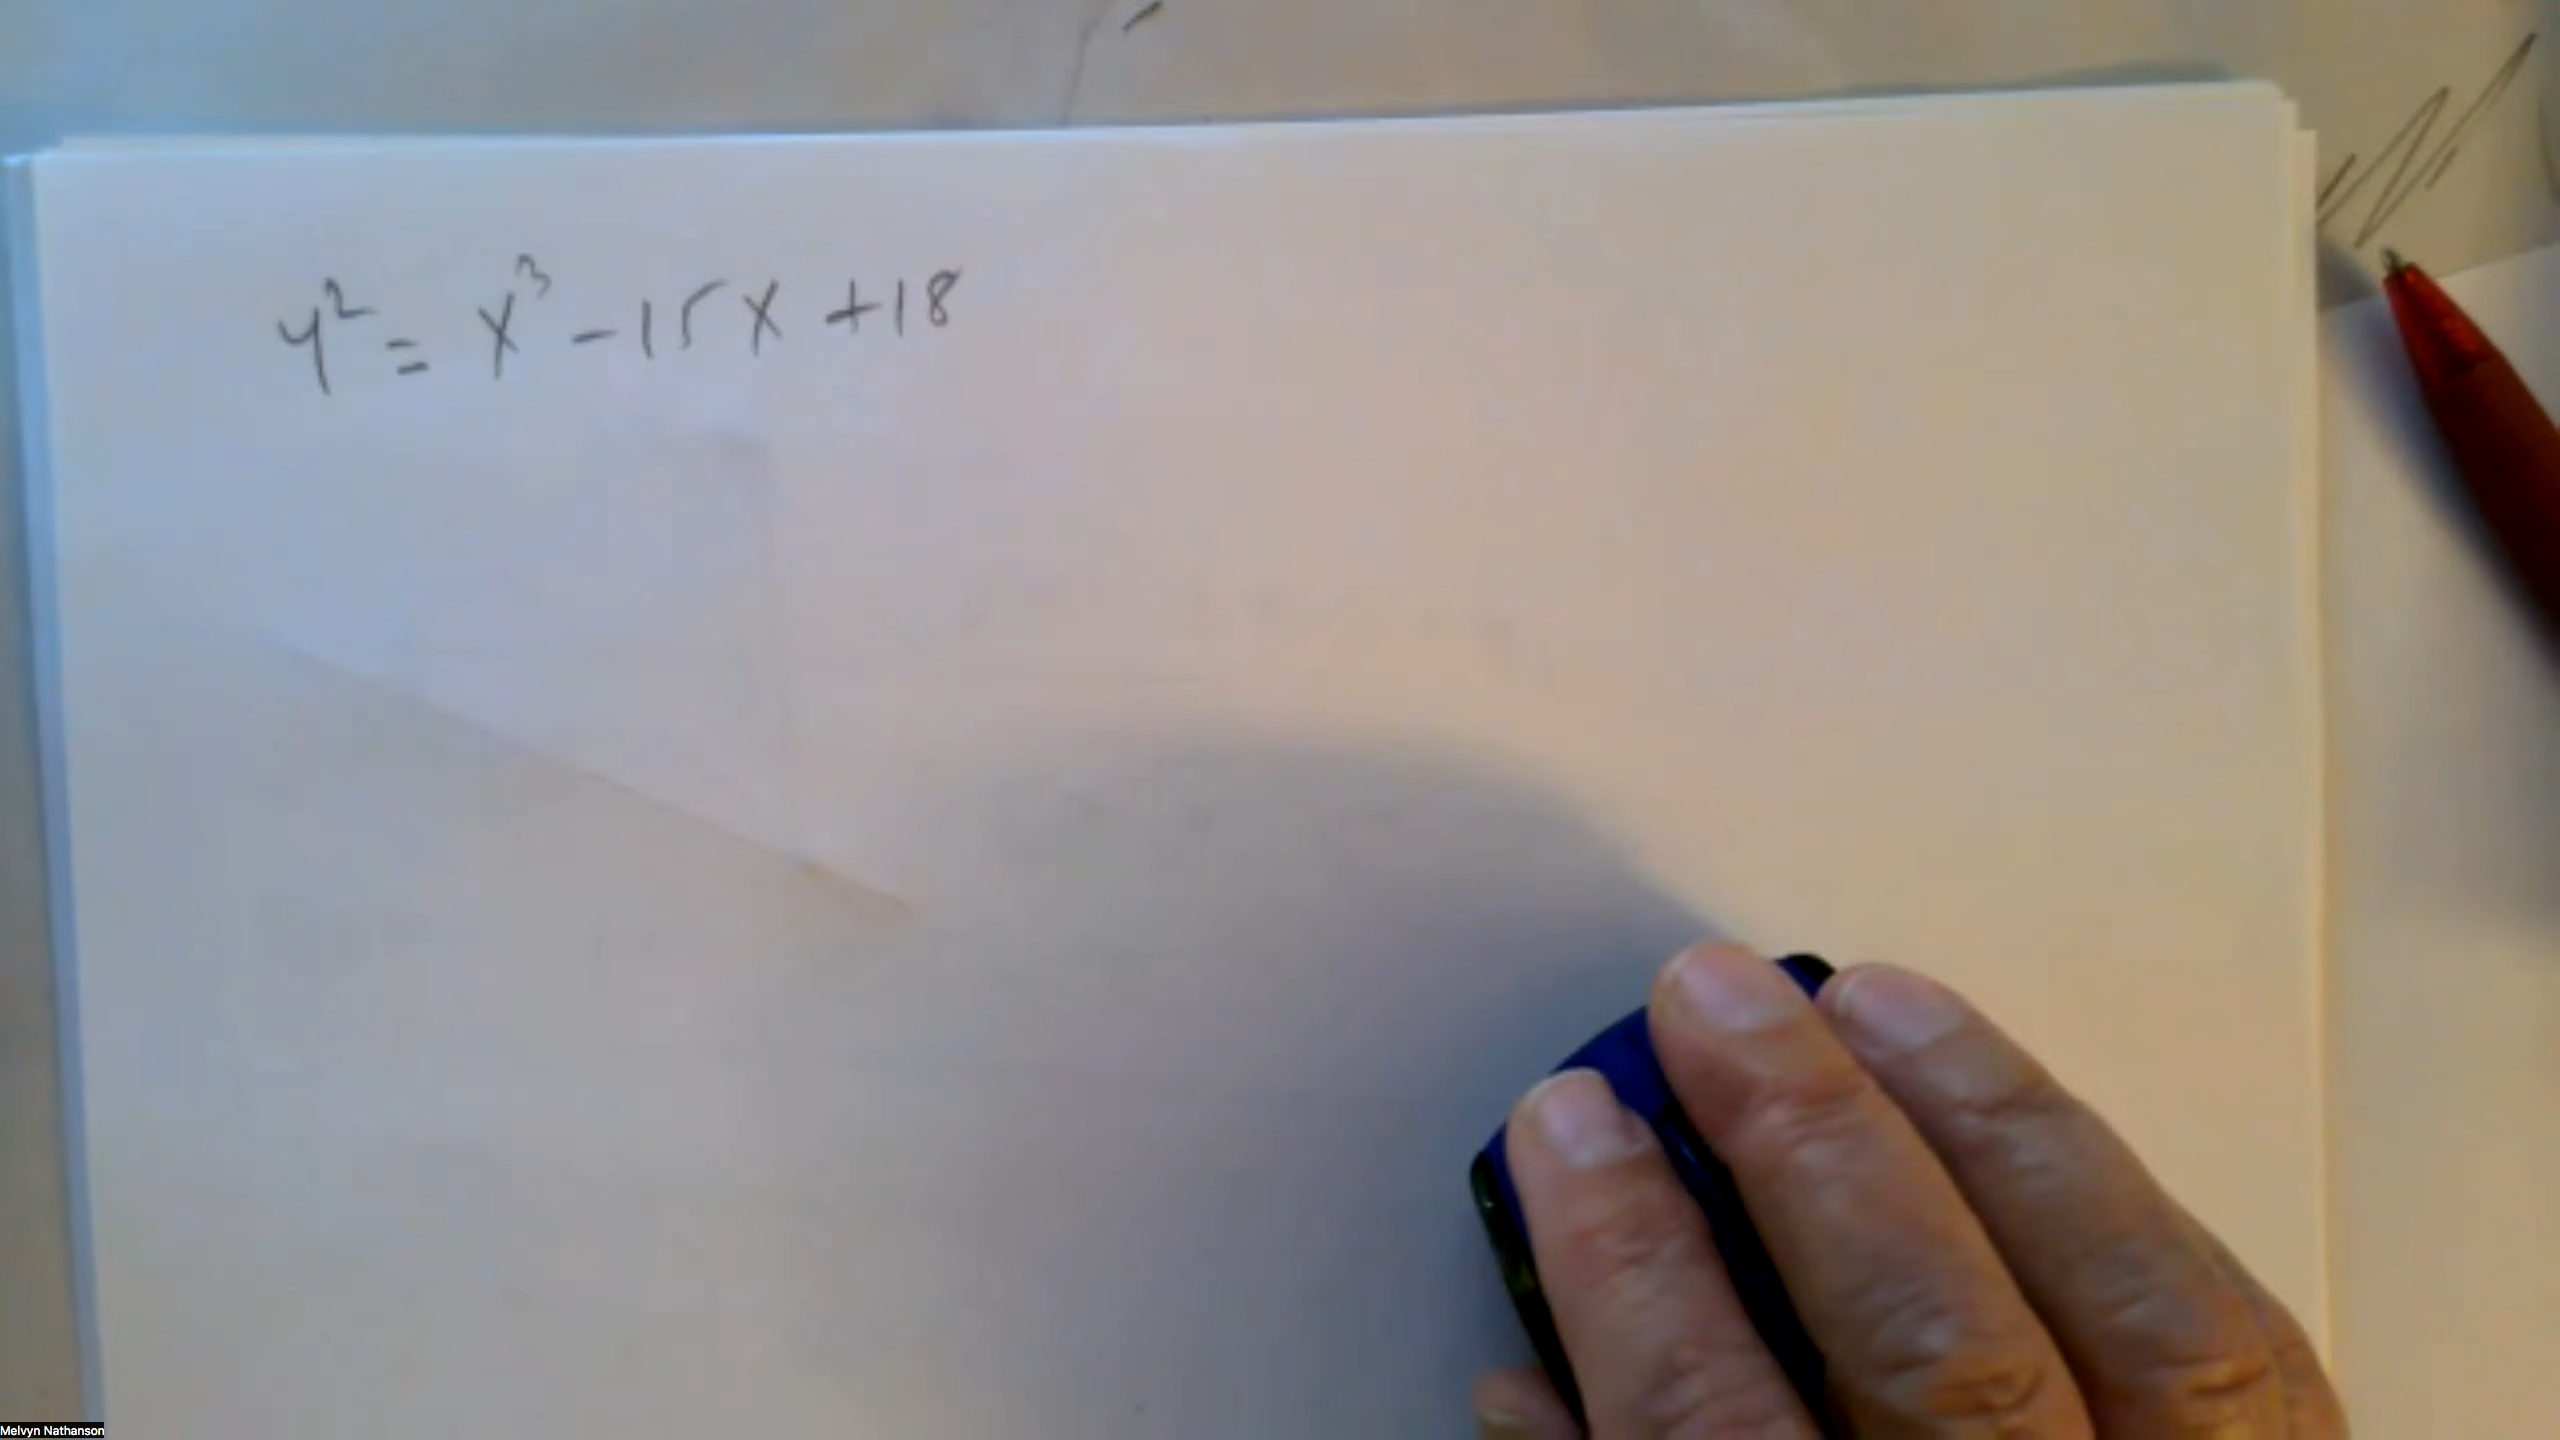 y² = x³ - 15x + 18
Melvyn Nathanson